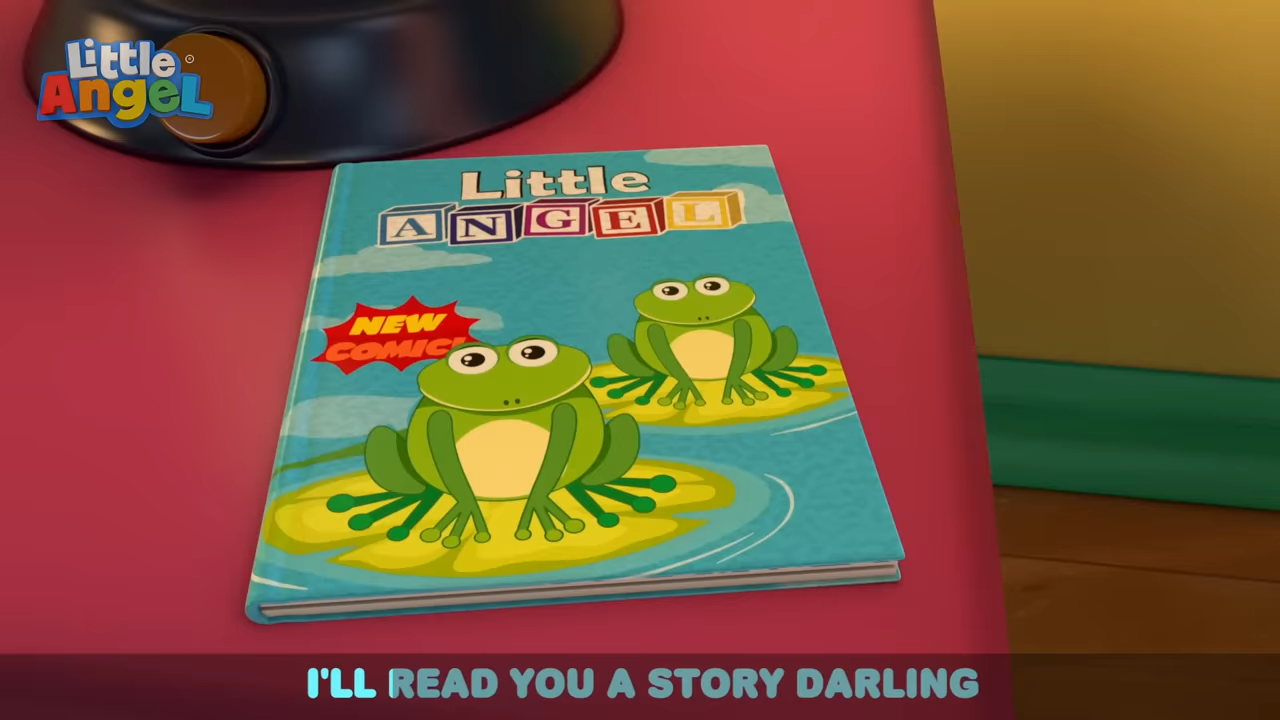 Little
Angel
Little
ANGEL
NEW
COMIC!
I'LL READ YOU A STORY DARLING